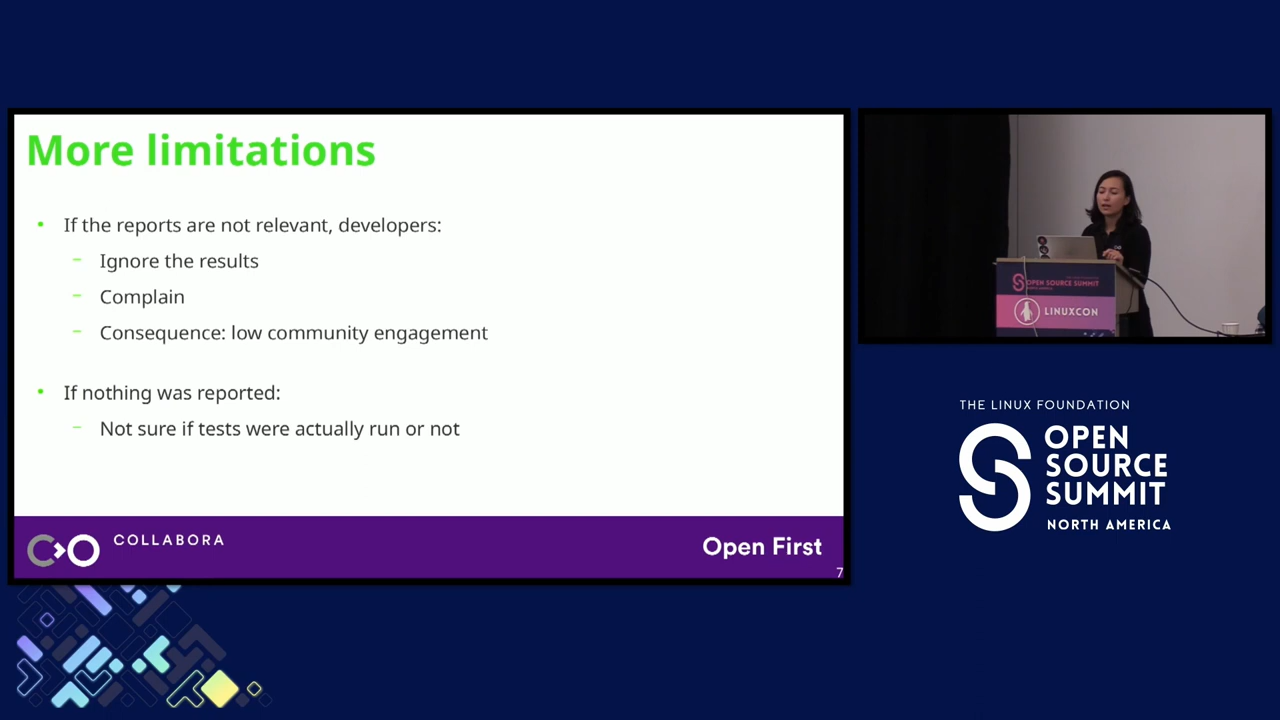 More limitations
• If the reports are not relevant, developers:
– Ignore the results
– Complain
– Consequence: low community engagement
• If nothing was reported:
– Not sure if tests were actually run or not
COLLABORA
Open First
7
OPEN SOURCE SUMMIT
LINUXCON
THE LINUX FOUNDATION
OPEN
SOURCE
SUMMIT
NORTH AMERICA